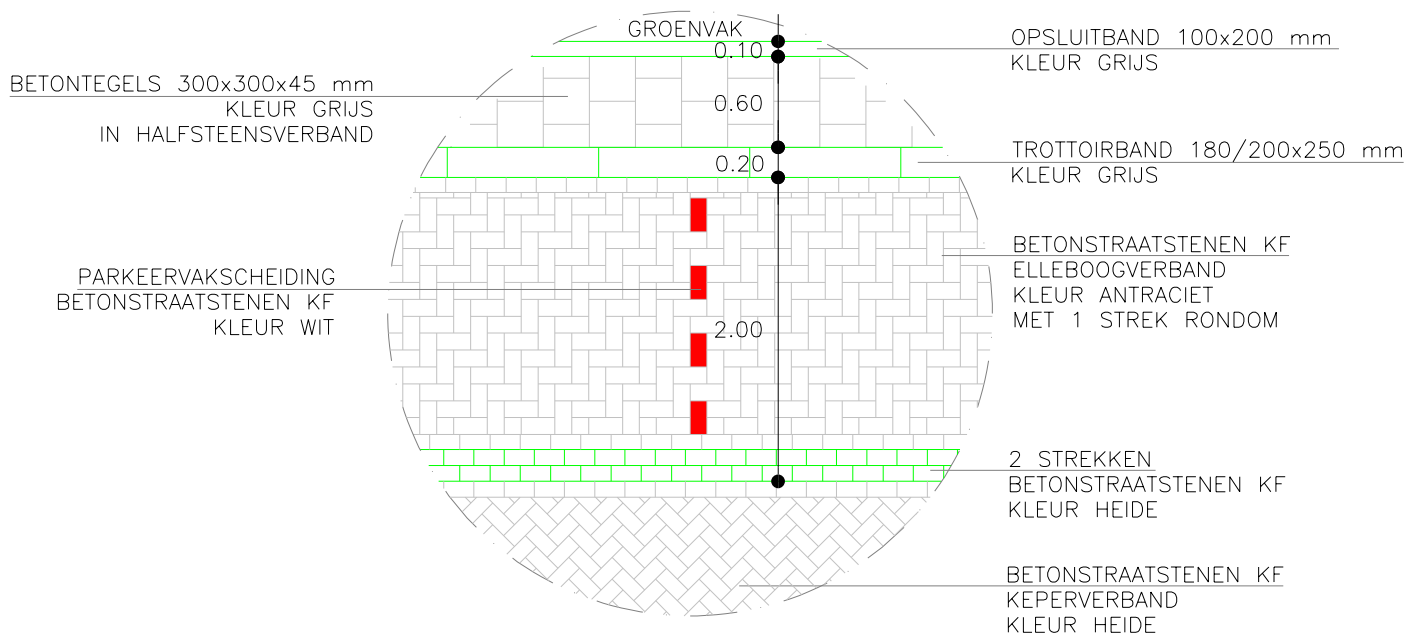 GROENVAK
0.10
OPSLUITBAND 100x200 mm
KLEUR GRIJS
BETONTEGELS 300x300x45 mm
KLEUR GRIJS
IN HALFSTEENSVERBAND
0.60
TROTTOIRBAND 180/200x250 mm
KLEUR GRIJS
0.20
BETONSTRAATSTENEN KF
ELLEBOOGVERBAND
KLEUR ANTRACIET
MET 1 STREK RONDOM
PARKEERVAKSCHEIDING
BETONSTRAATSTENEN KF
KLEUR WIT
2.00
2 STREKKEN
BETONSTRAATSTENEN KF
KLEUR HEIDE
BETONSTRAATSTENEN KF
KEPERVERBAND
KLEUR HEIDE